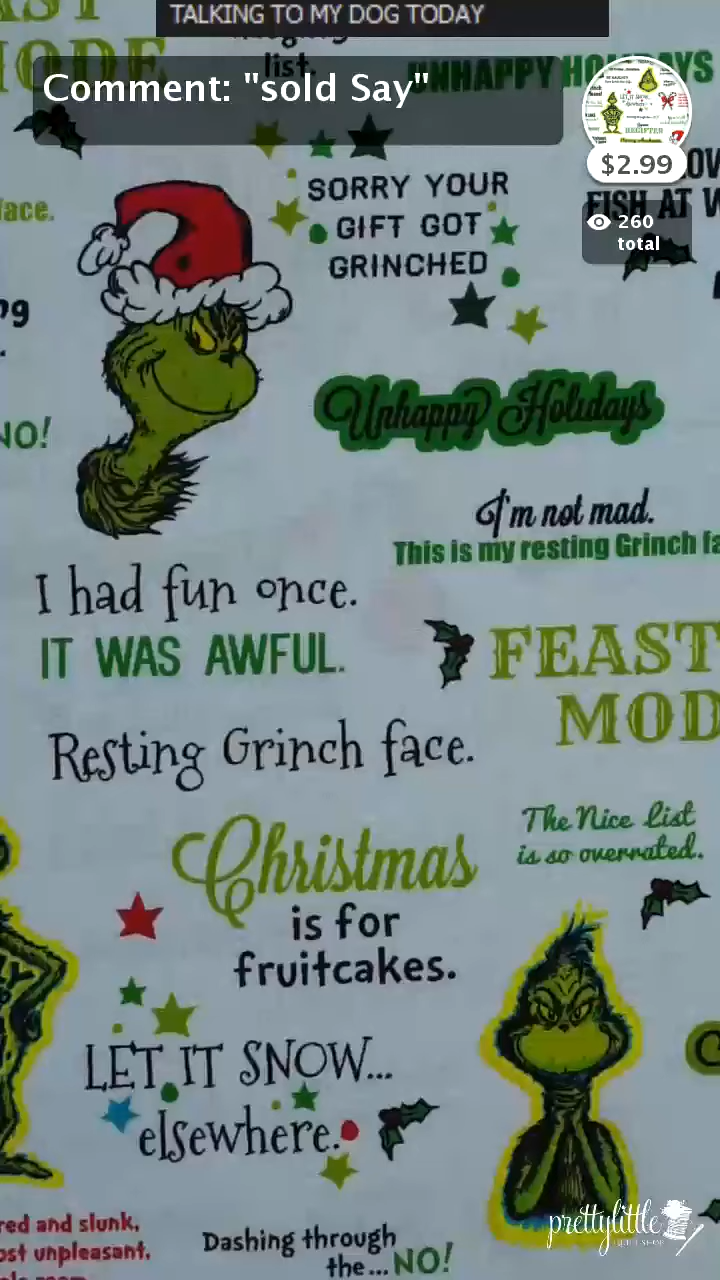 TALKING TO MY DOG TODAY
list.
UNHAPPY HOLIDAYS
Comment: "sold Say"
$2.99
260
total
FISH AT
face.
SORRY YOUR
GIFT GOT
GRINCHED
NO!
Unhappy Holidays
I'm not mad.
This is my resting Grinch fa
I had fun once.
IT WAS AWFUL.
FEAST
MOD
Resting Grinch face.
The Nice List
is so overrated.
Christmas
is for
fruitcakes.
LET IT SNOW...
elsewhere.
red and slunk,
ost unpleasant,
Dashing through
the... NO!
prettylittle
QUILT SHOP